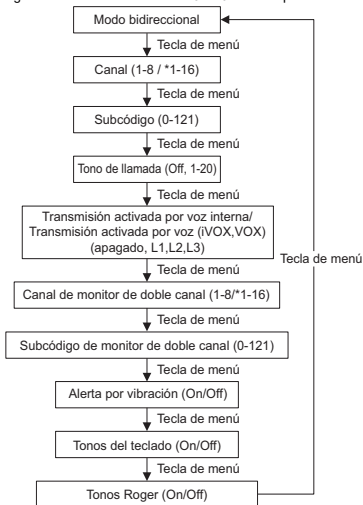 Modo bidireccional
Tecla de menú
Canal (1-8 / *1-16)
Tecla de menú
Subcódigo (0-121)
Tecla de menú
Tono de llamada (Off, 1-20)
Tecla de menú
Transmisión activada por voz interna/
Transmisión activada por voz (iVOX,VOX)
(apagado, L1,L2,L3)
Tecla de menú
Tecla de menú
Canal de monitor de doble canal (1-8/*1-16)
Tecla de menú
Subcódigo de monitor de doble canal (0-121)
Tecla de menú
Alerta por vibración (On/Off)
Tecla de menú
Tonos del teclado (On/Off)
Tecla de menú
Tonos Roger (On/Off)